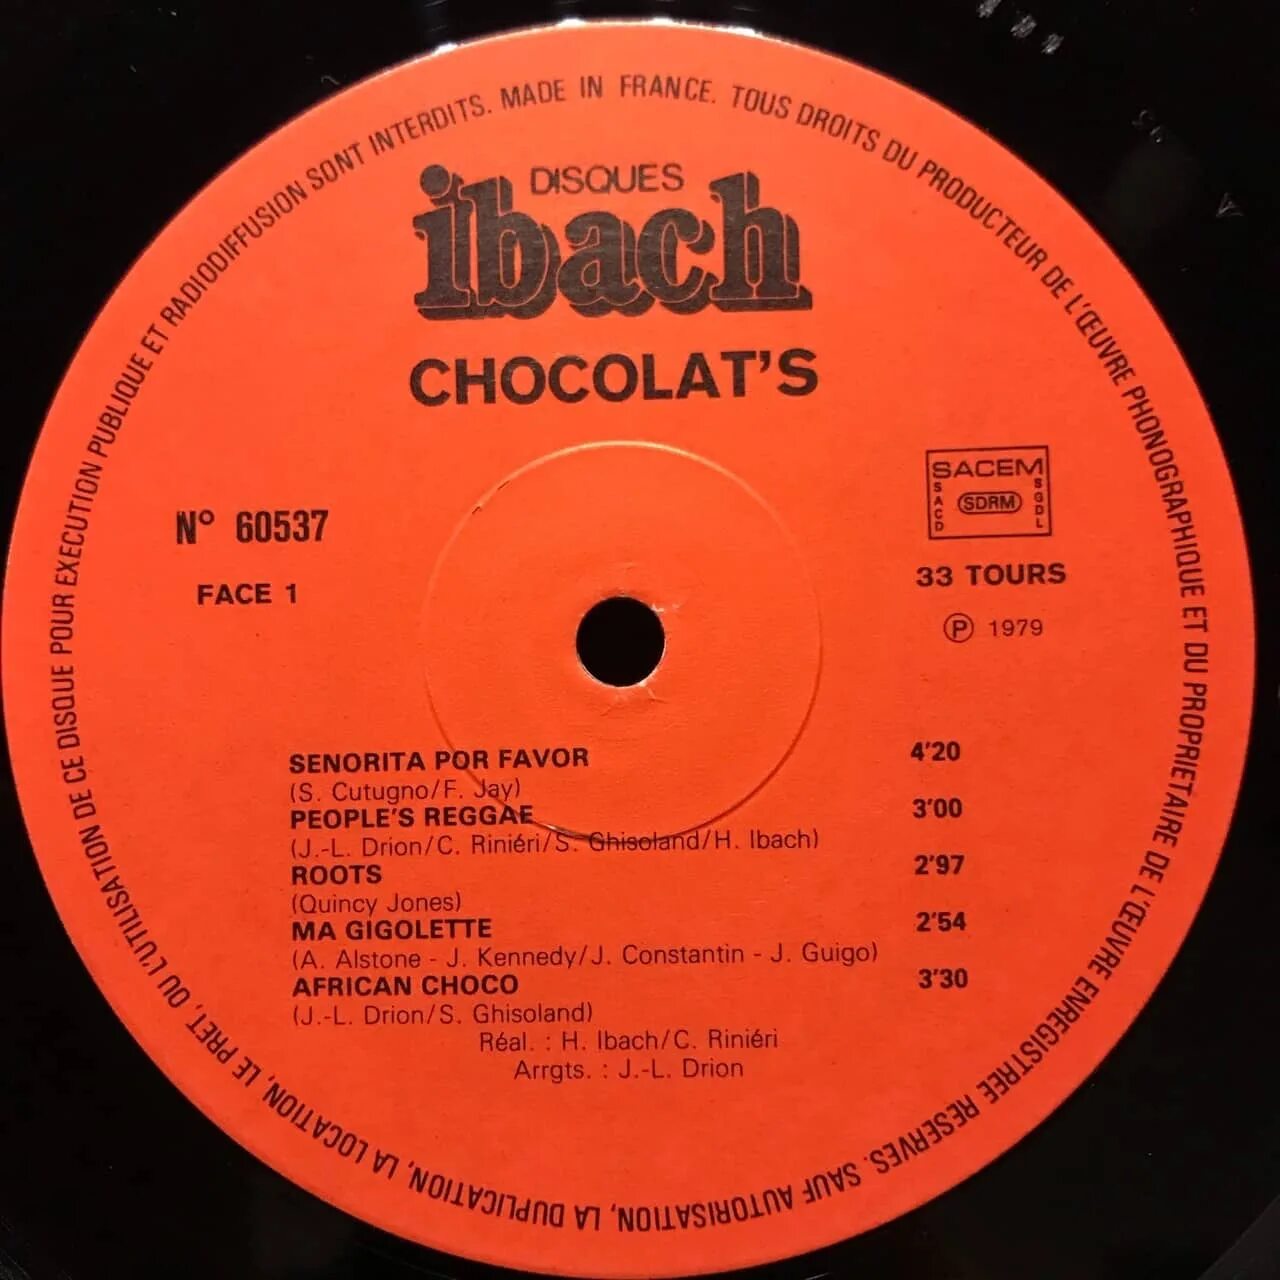 DISQUES
ibach
CHOCOLAT'S
N° 60537
FACE 1
SACEM
SACD
SDRM
SGDL
33 TOURS
℗ 1979
SENORITA POR FAVOR 4'20
(S. Cutugno/F. Jay)
PEOPLE'S REGGAE 3'00
(J.-L. Drion/C. Riniéri/S. Ghisoland/H. Ibach)
ROOTS 2'97
(Quincy Jones)
MA GIGOLETTE 2'54
(A. Alstone - J. Kennedy/J. Constantin - J. Guigo)
AFRICAN CHOCO 3'30
(J.-L. Drion/S. Ghisoland)
Réal. : H. Ibach/C. Riniéri
Arrgts. : J.-L. Drion
MADE IN FRANCE. TOUS DROITS DU PRODUCTEUR DE L'ŒUVRE PHONOGRAPHIQUE ET DU PROPRIETAIRE DE L'ŒUVRE ENREGISTREE RESERVES. SAUF AUTORISATION, LA DUPLICATION, LA LOCATION, LE PRET, OU L'UTILISATION DE CE DISQUE POUR EXECUTION PUBLIQUE ET RADIODIFFUSION SONT INTERDITS.